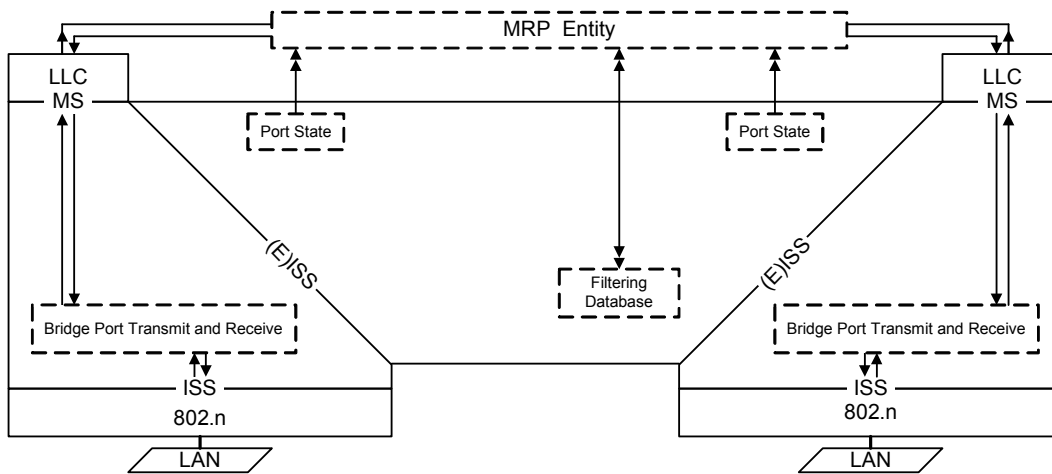 MRP Entity
LLC
MS
LLC
MS
Port State
Port State
(E)ISS
(E)ISS
Filtering
Database
Bridge Port Transmit and Receive
Bridge Port Transmit and Receive
ISS
ISS
802.n
802.n
LAN
LAN